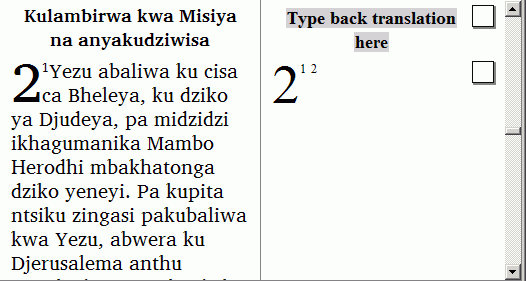 Kulambirwa kwa Misiya
na anyakudziwisa
2 1Yezu abaliwa ku cisa
ca Bheleya, ku dziko
ya Djudeya, pa midzidzi
ikhagumanika Mambo
Herodhi mbakhatonga
dziko yeneyi. Pa kupita
ntsiku zingasi pakubaliwa
kwa Yezu, abwera ku
Djerusalema anthu
Type back translation
here
2 1 2